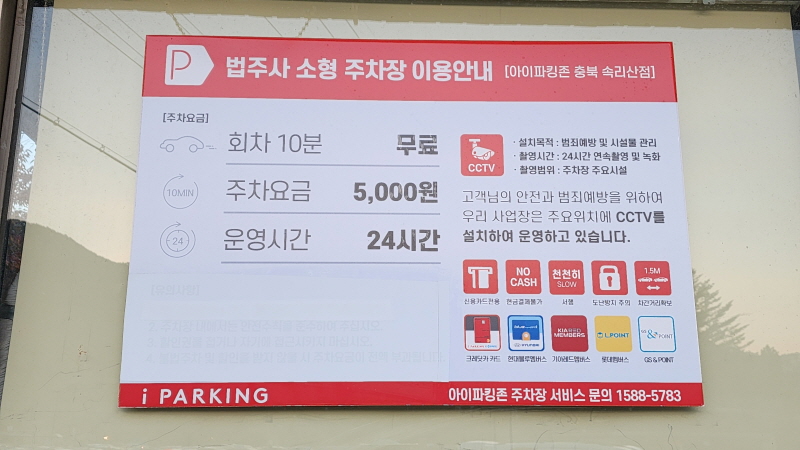 P 법주사 소형 주차장 이용안내 [아이파킹존 충북 속리산점]
[주차요금]
회차 10분 무료
10MIN 주차요금 5,000원
24 운영시간 24시간
CCTV
· 설치목적 : 범죄예방 및 시설물 관리
· 촬영시간 : 24시간 연속촬영 및 녹화
· 촬영범위 : 주차장 주요시설
고객님의 안전과 범죄예방을 위하여
우리 사업장은 주요위치에 CCTV를
설치하여 운영하고 있습니다.
NO CASH 천천히 SLOW 1.5M
신용카드전용 현금결제불가 서행 도난방지 주의 차간거리확보
KIA RED MEMBERS L.POINT GS & POINT
크레딧카 카드 현대블루멤버스 기아레드멤버스 롯데멤버스 GS & POINT
i PARKING 아이파킹존 주차장 서비스 문의 1588-5783